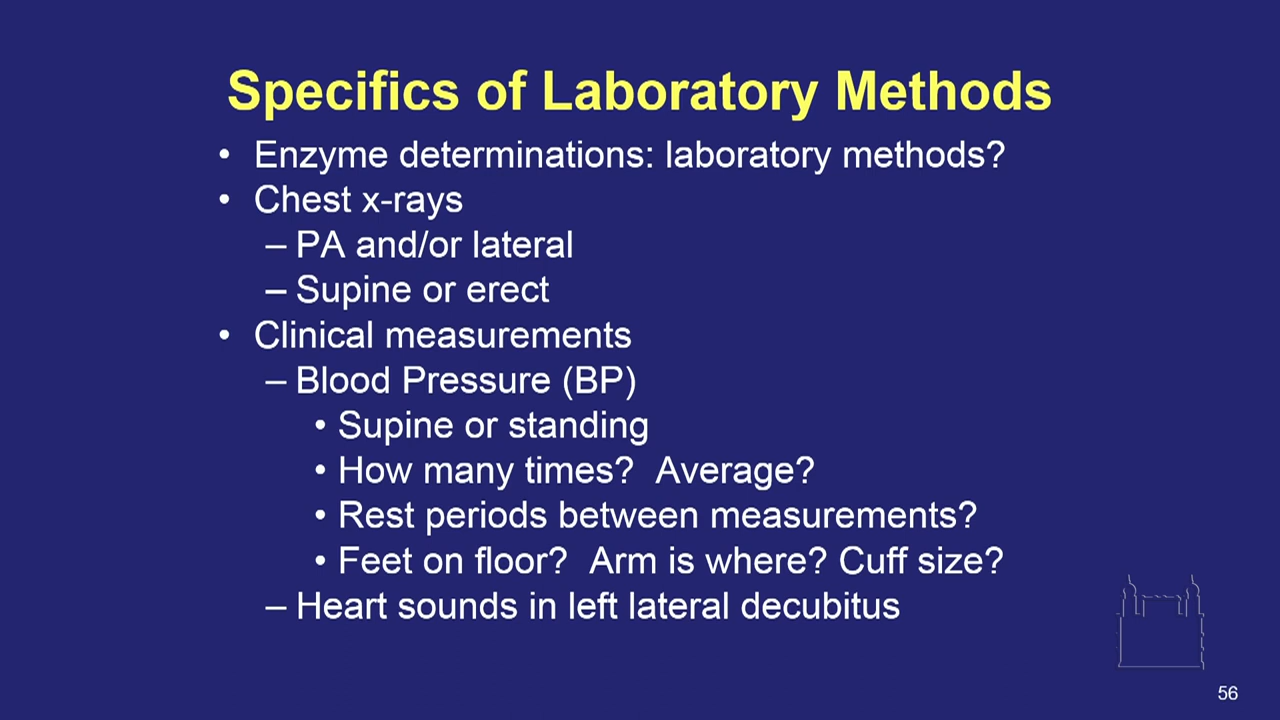 Specifics of Laboratory Methods
• Enzyme determinations: laboratory methods?
• Chest x-rays
– PA and/or lateral
– Supine or erect
• Clinical measurements
– Blood Pressure (BP)
• Supine or standing
• How many times?  Average?
• Rest periods between measurements?
• Feet on floor?  Arm is where? Cuff size?
– Heart sounds in left lateral decubitus
56